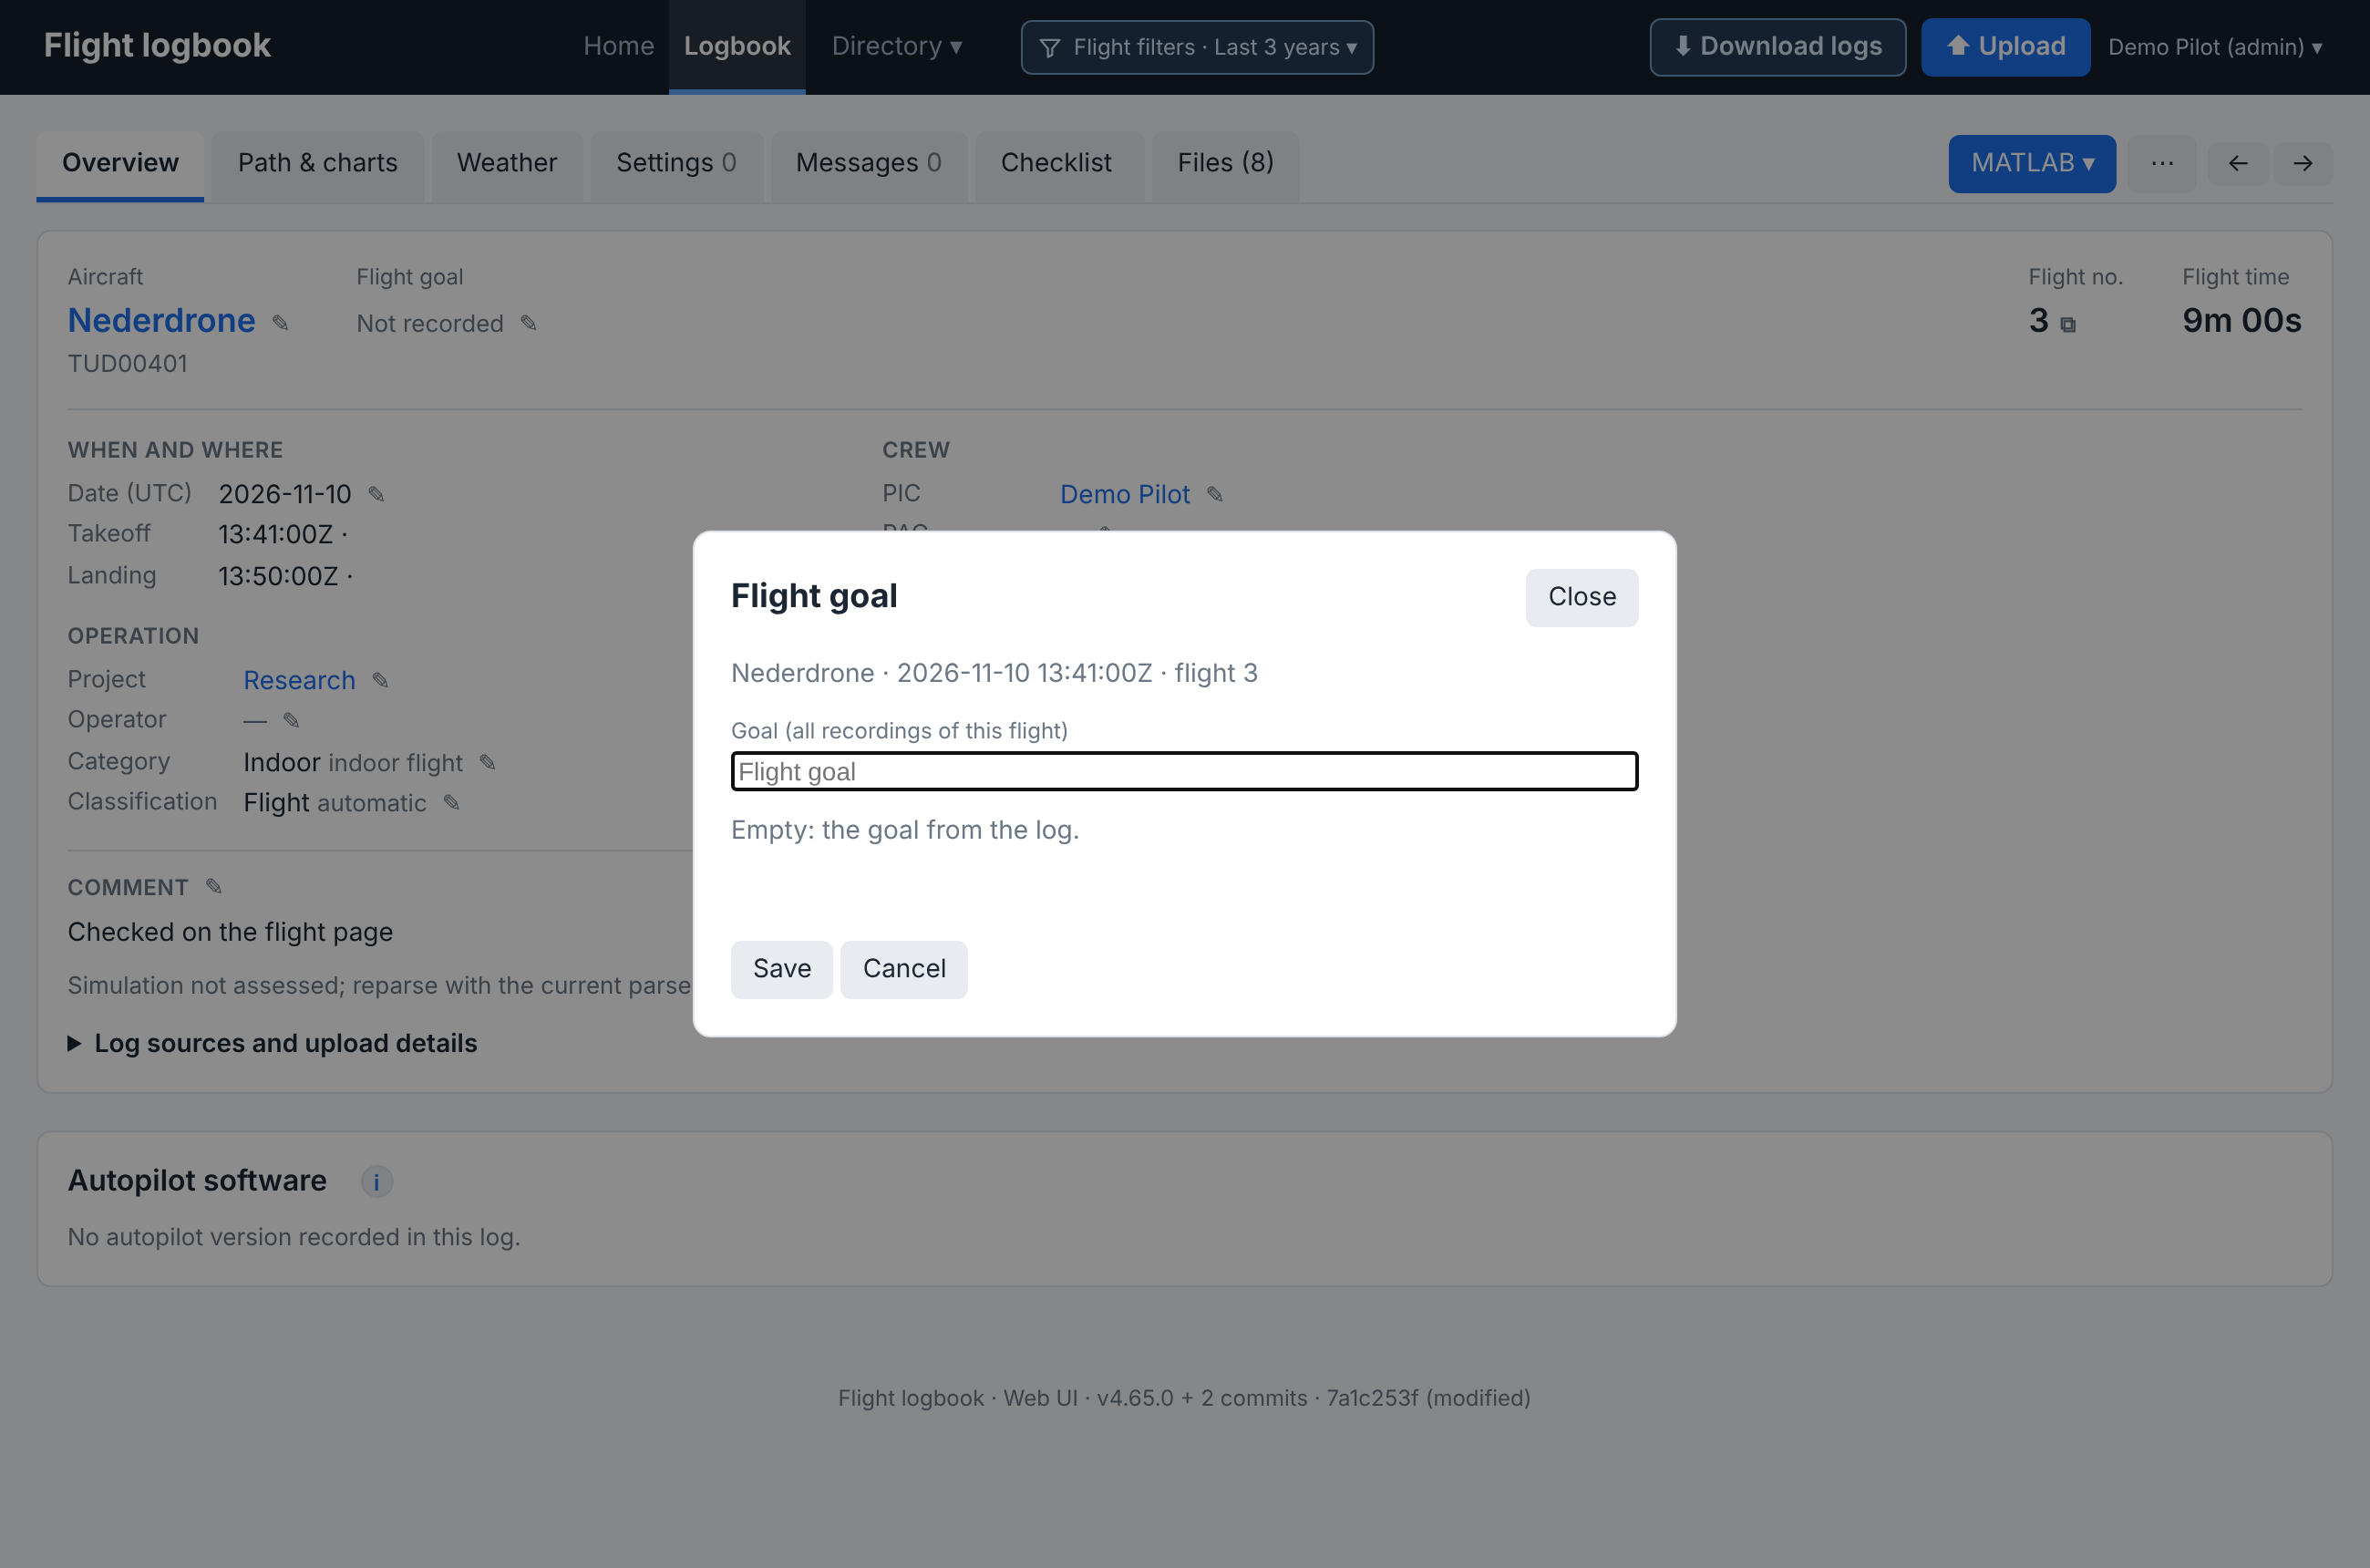 Flight logbook
Home
Logbook
Directory ▾
Flight filters · Last 3 years ▾
⬇ Download logs
⬆ Upload
Demo Pilot (admin) ▾
Overview
Path & charts
Weather
Settings 0
Messages 0
Checklist
Files (8)
MATLAB ▾
···
←
→
Aircraft
Flight goal
Flight no.
Flight time
Nederdrone ✎
Not recorded ✎
3
9m 00s
TUD00401
WHEN AND WHERE
CREW
Date (UTC) 2026-11-10 ✎
PIC Demo Pilot ✎
Takeoff 13:41:00Z ·
Landing 13:50:00Z ·
OPERATION
Project Research ✎
Operator — ✎
Category Indoor indoor flight ✎
Classification Flight automatic ✎
COMMENT ✎
Checked on the flight page
Simulation not assessed; reparse with the current parse
▶ Log sources and upload details
Flight goal
Close
Nederdrone · 2026-11-10 13:41:00Z · flight 3
Goal (all recordings of this flight)
Flight goal
Empty: the goal from the log.
Save
Cancel
Autopilot software i
No autopilot version recorded in this log.
Flight logbook · Web UI · v4.65.0 + 2 commits · 7a1c253f (modified)